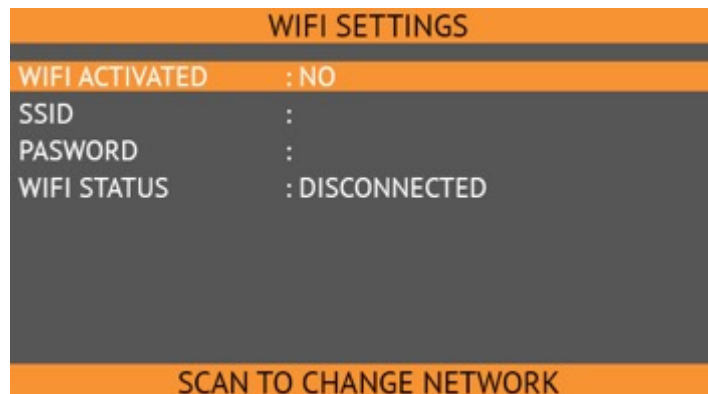 WIFI SETTINGS
WIFI ACTIVATED : NO
SSID :
PASWORD :
WIFI STATUS : DISCONNECTED
SCAN TO CHANGE NETWORK